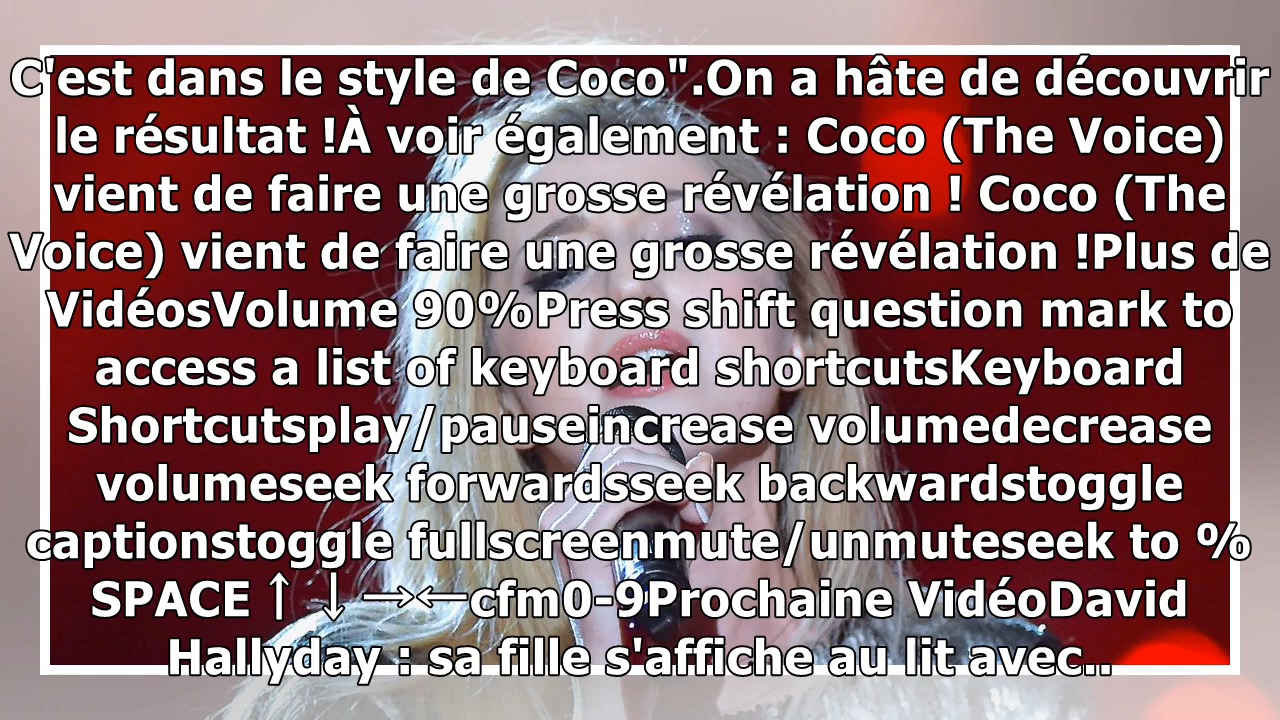 C'est dans le style de Coco".On a hâte de découvrir
le résultat !À voir également : Coco (The Voice)
vient de faire une grosse révélation ! Coco (The
Voice) vient de faire une grosse révélation !Plus de
VidéosVolume 90%Press shift question mark to
access a list of keyboard shortcutsKeyboard
Shortcutsplay/pauseincrease volumedecrease
volumeseek forwardsseek backwardstoggle
captionstoggle fullscreenmute/unmuteseek to %
SPACE ↑ ↓ →←cfm0-9Prochaine VidéoDavid
Hallyday : sa fille s'affiche au lit avec..